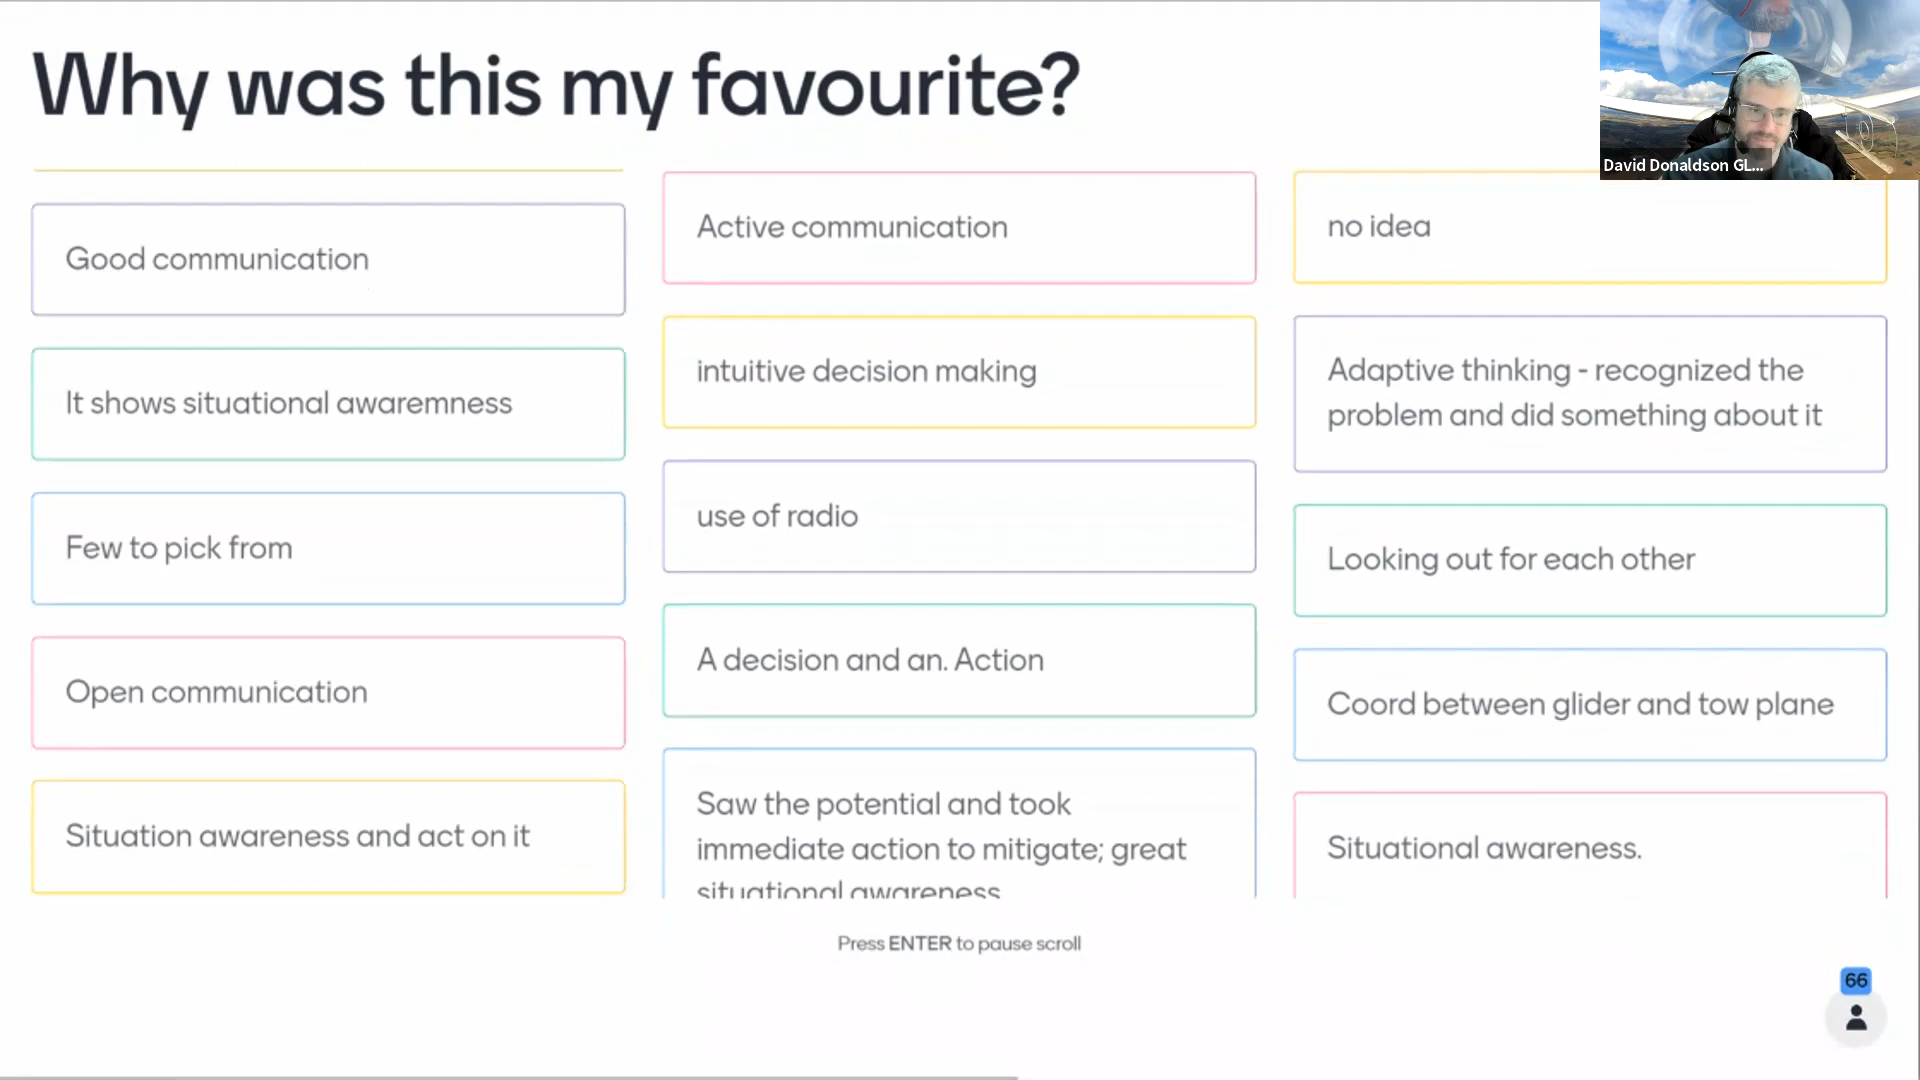 Why was this my favourite?
David Donaldson GL...
Good communication
It shows situational awaremness
Few to pick from
Open communication
Situation awareness and act on it
Active communication
intuitive decision making
use of radio
A decision and an. Action
Saw the potential and took
immediate action to mitigate; great
situational awareness
no idea
Adaptive thinking - recognized the
problem and did something about it
Looking out for each other
Coord between glider and tow plane
Situational awareness.
Press ENTER to pause scroll
66